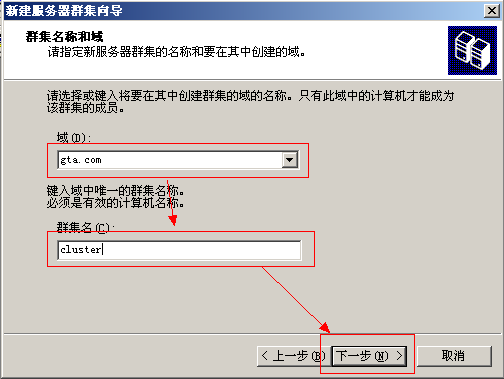 新建服务器群集向导
群集名称和域
请指定新服务器群集的名称和要在其中创建的域。
请选择或键入将要在其中创建群集的域的名称。只有此域中的计算机才能成为
该群集的成员。
域(D):
gta.com
键入域中唯一的群集名称。
必须是有效的计算机名称。
群集名(C):
cluster
< 上一步(B)
下一步(N) >
取消